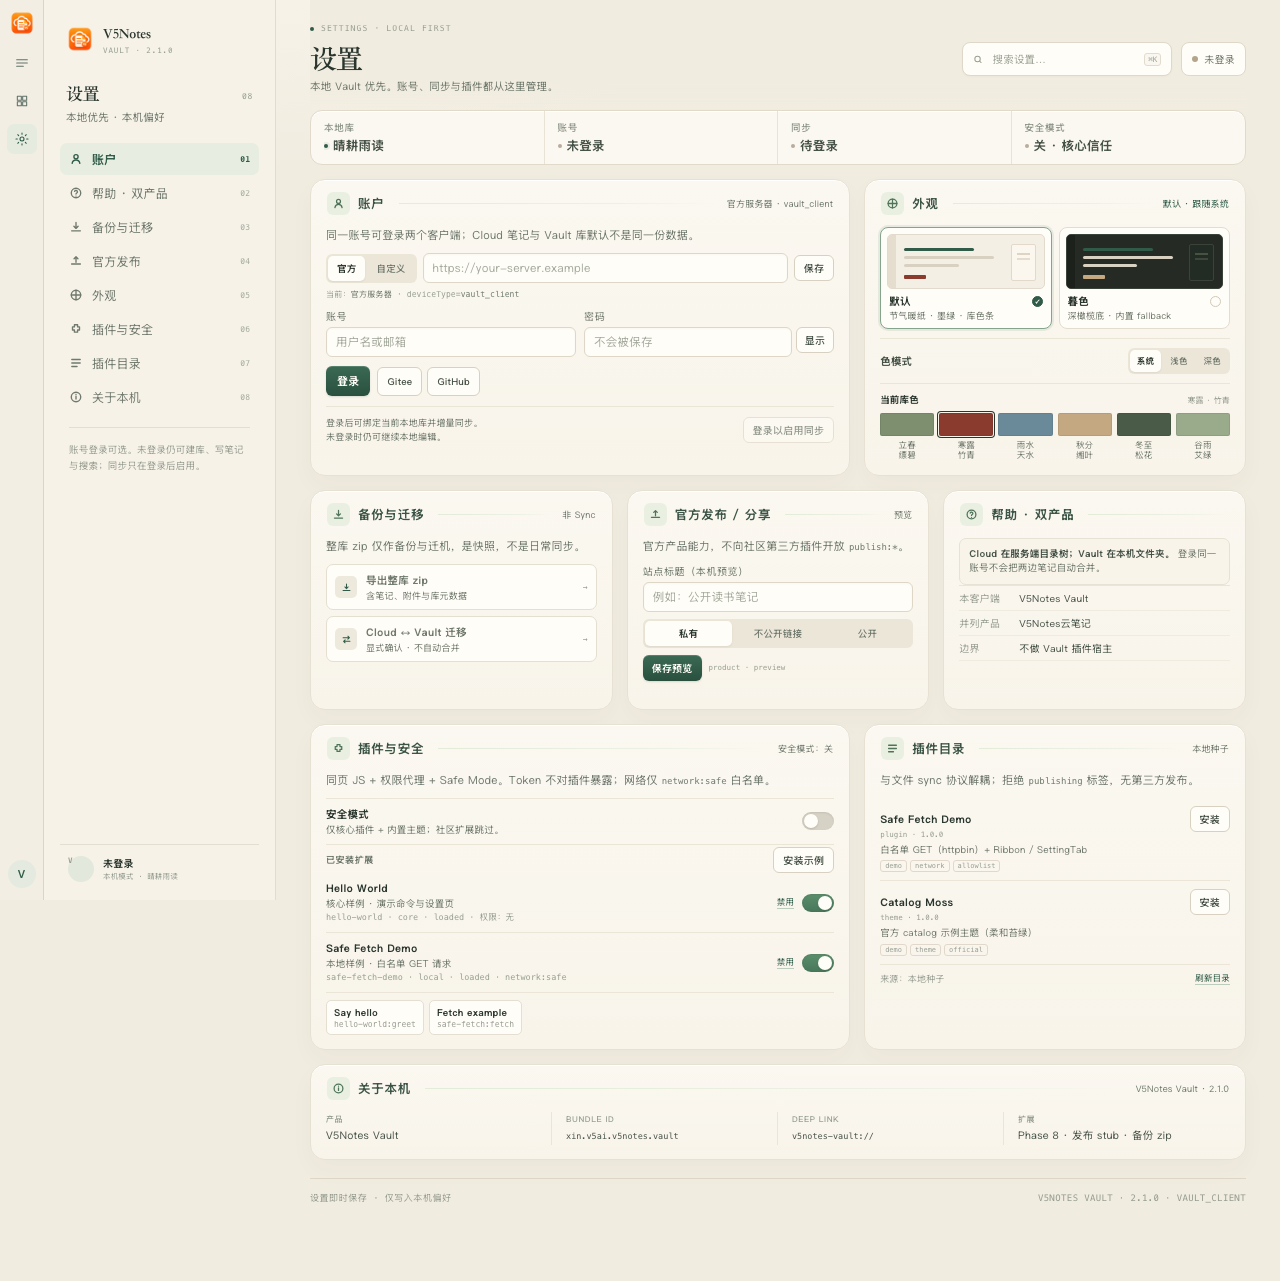 V5Notes
VAULT · 2.1.0
设置
08
本地优先 · 本机偏好
账户
01
帮助 · 双产品
02
备份与迁移
03
官方发布
04
外观
05
插件与安全
06
插件目录
07
关于本机
08
账号登录可选。未登录仍可建库、写笔记
与搜索；同步只在登录后启用。
V
V
未登录
本机模式 · 晴耕雨读
SETTINGS · LOCAL FIRST
设置
本地 Vault 优先。账号、同步与插件都从这里管理。
搜索设置…
⌘K
未登录
本地库
晴耕雨读
账号
未登录
同步
待登录
安全模式
关 · 核心信任
账户
官方服务器 · vault_client
同一账号可登录两个客户端；Cloud 笔记与 Vault 库默认不是同一份数据。
官方
自定义
https://your-server.example
保存
当前：官方服务器 · deviceType=vault_client
账号
密码
用户名或邮箱
不会被保存
显示
登录
Gitee
GitHub
登录后可绑定当前本地库并增量同步。
未登录时仍可继续本地编辑。
登录以启用同步
外观
默认 · 跟随系统
默认
节气暖纸 · 墨绿 · 库色条
暮色
深橄榄底 · 内置 fallback
色模式
系统
浅色
深色
当前库色
寒露 · 竹青
立春
缥碧
寒露
竹青
雨水
天水
秋分
缃叶
冬至
松花
谷雨
艾绿
备份与迁移
非 Sync
整库 zip 仅作备份与迁机，是快照，不是日常同步。
导出整库 zip
含笔记、附件与库元数据
→
Cloud ↔ Vault 迁移
显式确认 · 不自动合并
→
官方发布 / 分享
预览
官方产品能力，不向社区第三方插件开放 publish:*。
站点标题（本机预览）
例如：公开读书笔记
私有
不公开链接
公开
保存预览
product · preview
帮助 · 双产品
Cloud 在服务端目录树；Vault 在本机文件夹。 登录同一
账号不会把两边笔记自动合并。
本客户端
V5Notes Vault
并列产品
V5Notes云笔记
边界
不做 Vault 插件宿主
插件与安全
安全模式：关
同页 JS + 权限代理 + Safe Mode。Token 不对插件暴露；网络仅 network:safe 白名单。
安全模式
仅核心插件 + 内置主题；社区扩展跳过。
已安装扩展
安装示例
Hello World
核心样例 · 演示命令与设置页
hello-world · core · loaded · 权限：无
禁用
Safe Fetch Demo
本地样例 · 白名单 GET 请求
safe-fetch-demo · local · loaded · network:safe
禁用
Say hello
hello-world:greet
Fetch example
safe-fetch:fetch
插件目录
本地种子
与文件 sync 协议解耦；拒绝 publishing 标签，无第三方发布。
Safe Fetch Demo
安装
plugin · 1.0.0
白名单 GET（httpbin）+ Ribbon / SettingTab
demo
network
allowlist
Catalog Moss
安装
theme · 1.0.0
官方 catalog 示例主题（柔和苔绿）
demo
theme
official
来源：本地种子
刷新目录
关于本机
V5Notes Vault · 2.1.0
产品
V5Notes Vault
BUNDLE ID
xin.v5ai.v5notes.vault
DEEP LINK
v5notes-vault://
扩展
Phase 8 · 发布 stub · 备份 zip
设置即时保存 · 仅写入本机偏好
V5NOTES VAULT · 2.1.0 · VAULT_CLIENT